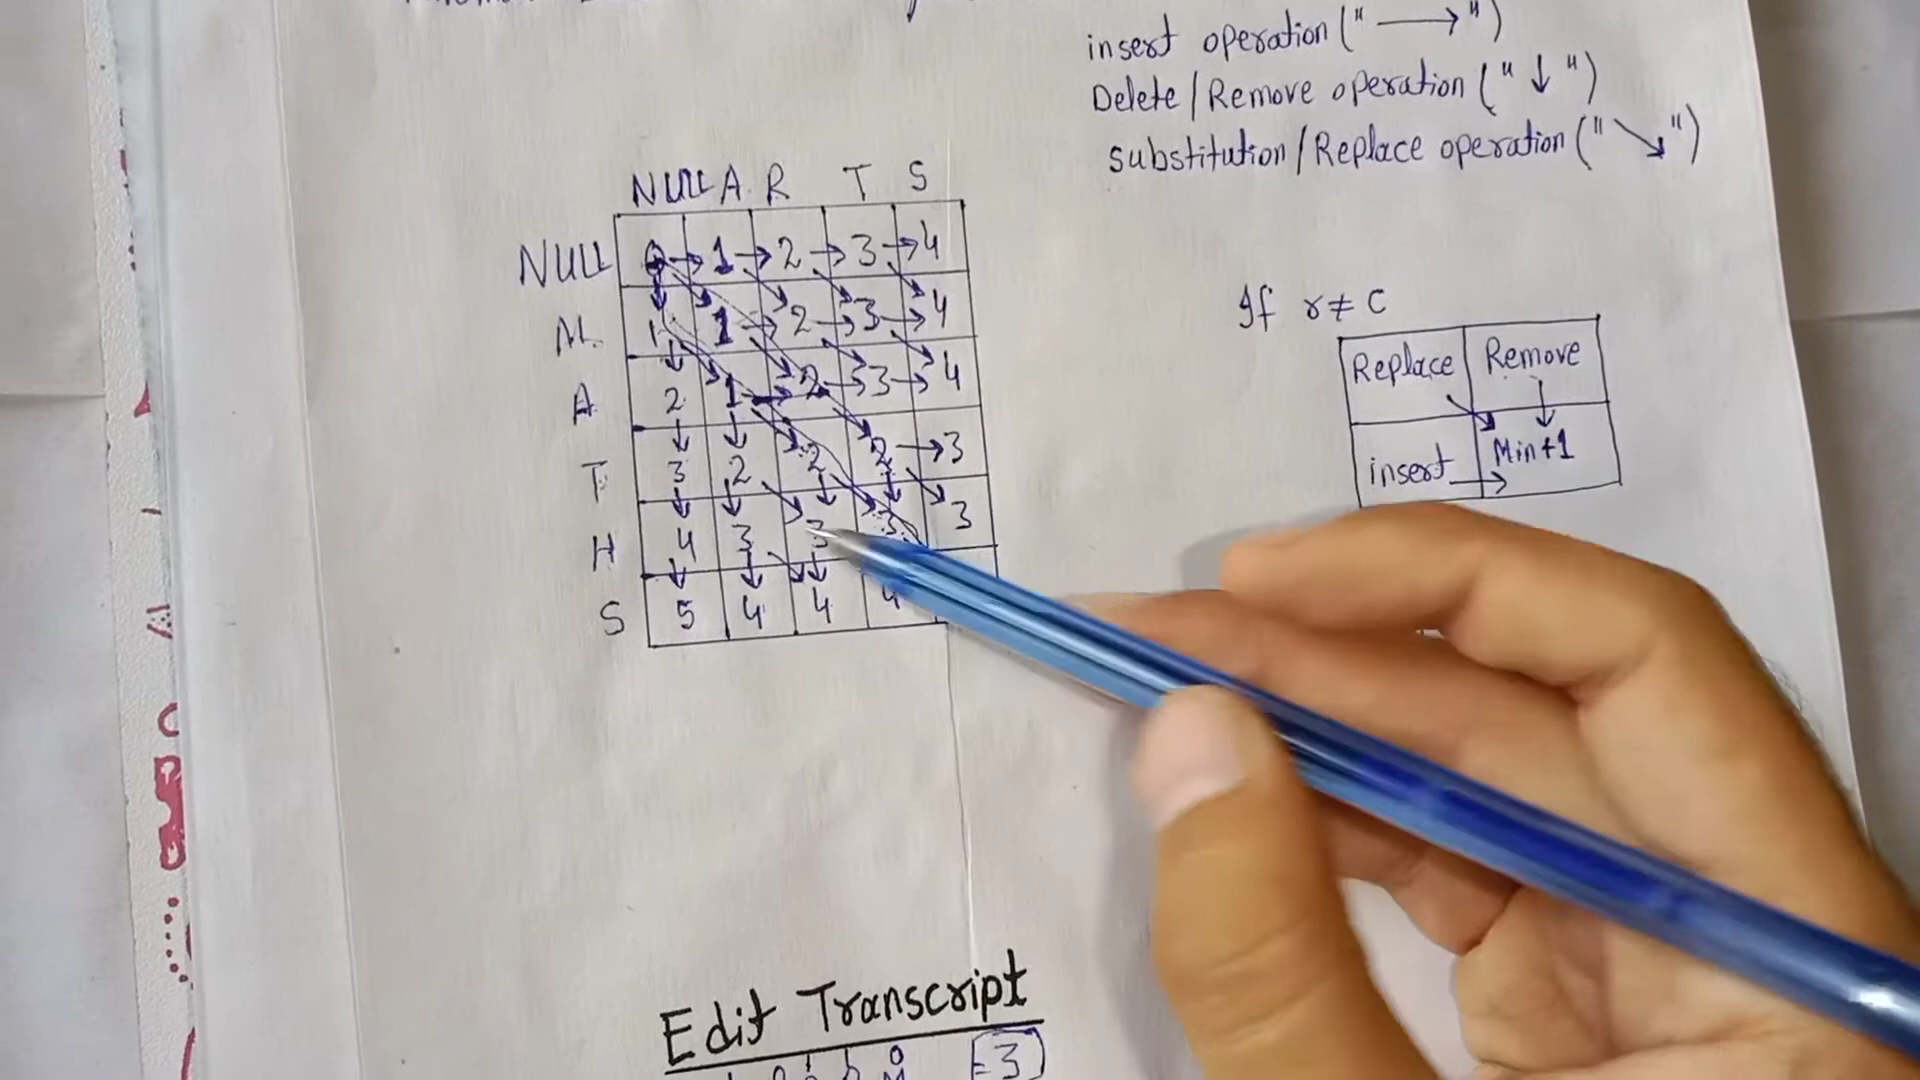 insert operation (" → ")
Delete/Remove operation (" ↓ ")
substitution/Replace operation (" ↘ ")
NULL A R T S
NULL 0 → 1 → 2 → 3 → 4
M 1 1 → 2 → 3 → 4
A 2 1 → 2 → 3 → 4
T 3 2 2 2 → 3
H 4 3 3 3 3
S 5 4 4 4
If r ≠ C
Replace Remove
insert → Min+1
Edit Transcript
= 3